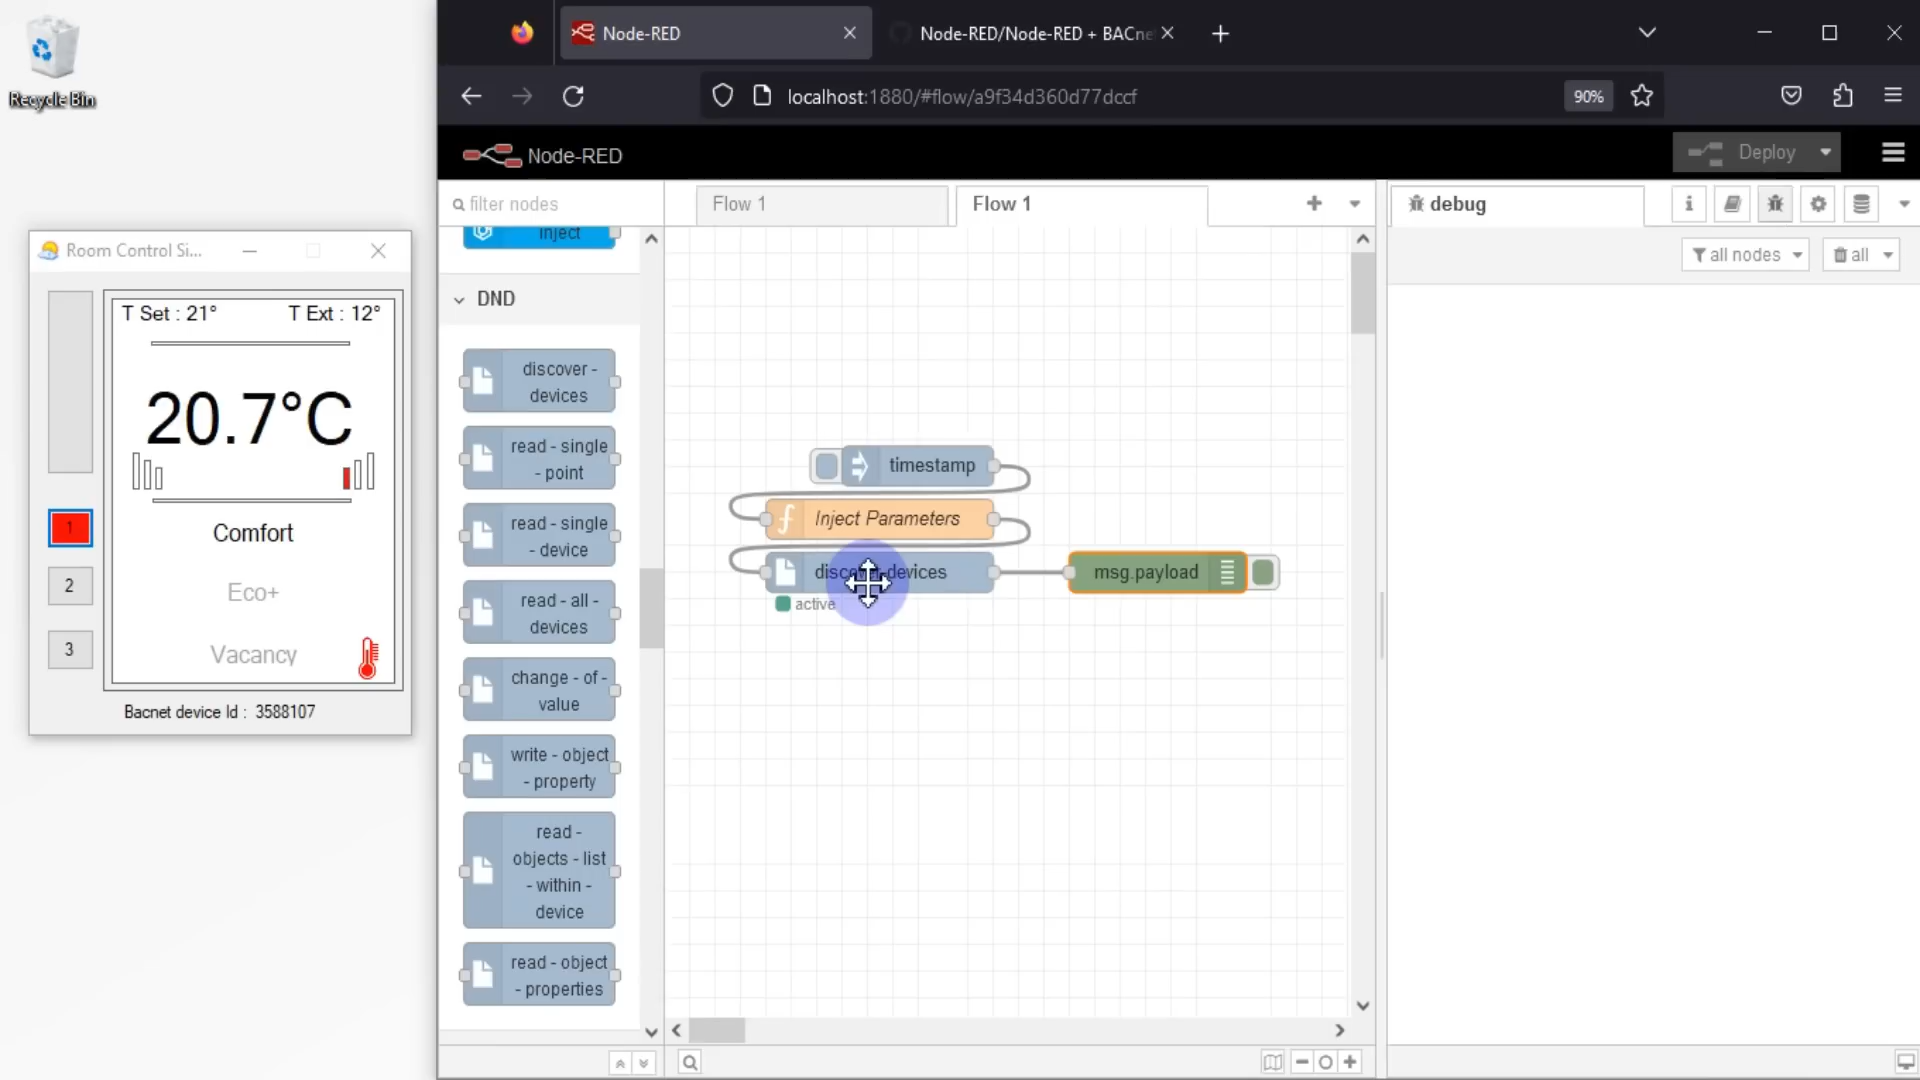 Recycle Bin
Room Control Si...
T Set : 21° T Ext : 12°
20.7°C
1
Comfort
2
Eco+
3
Vacancy
Bacnet device Id : 3588107
Node-RED
Node-RED/Node-RED + BACne
localhost:1880/#flow/a9f34d360d77dccf
90%
Node-RED
Deploy
filter nodes
inject
DND
discover -
devices
read - single
- point
read - single
- device
read - all -
devices
change - of -
value
write - object
- property
read -
objects - list
- within -
device
read - object
- properties
Flow 1
Flow 1
timestamp
Inject Parameters
discover-devices
active
msg.payload
debug
all nodes
all